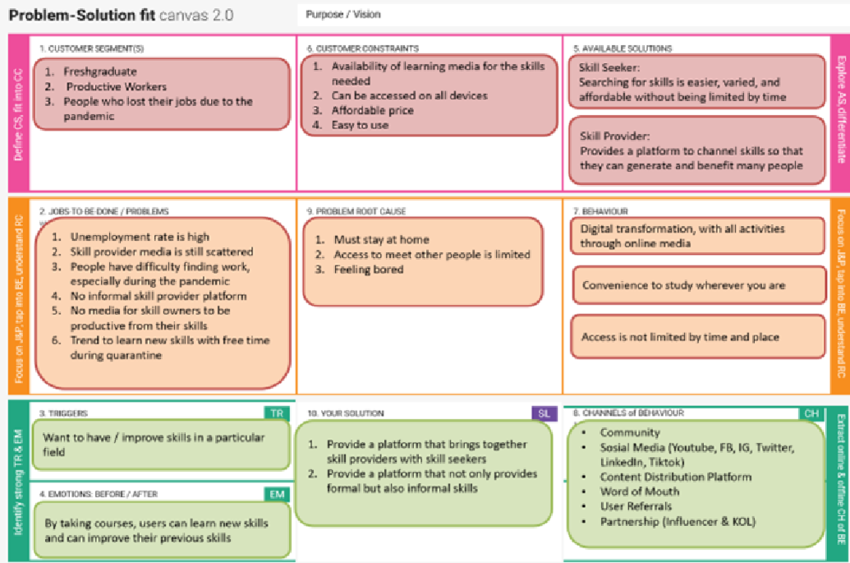 Problem-Solution fit canvas 2.0
Purpose / Vision
Define CS, fit into CC
1. CUSTOMER SEGMENT(S)
1. Freshgraduate
2. Productive Workers
3. People who lost their jobs due to the
pandemic
6. CUSTOMER CONSTRAINTS
1. Availability of learning media for the skills
needed
2. Can be accessed on all devices
3. Affordable price
4. Easy to use
5. AVAILABLE SOLUTIONS
Skill Seeker:
Searching for skills is easier, varied, and
affordable without being limited by time
Skill Provider:
Provides a platform to channel skills so that
they can generate and benefit many people
Explore AS, differentiate
Focus on J&P, tap into BE, understand RC
2. JOBS TO BE DONE / PROBLEMS
1. Unemployment rate is high
2. Skill provider media is still scattered
3. People have difficulty finding work,
especially during the pandemic
4. No informal skill provider platform
5. No media for skill owners to be
productive from their skills
6. Trend to learn new skills with free time
during quarantine
9. PROBLEM ROOT CAUSE
1. Must stay at home
2. Access to meet other people is limited
3. Feeling bored
7. BEHAVIOUR
Digital transformation, with all activities
through online media
Convenience to study wherever you are
Access is not limited by time and place
Focus on J&P, tap into BE, understand RC
Identify strong TR & EM
3. TRIGGERS
TR
Want to have / improve skills in a particular
field
4. EMOTIONS: BEFORE / AFTER
EM
By taking courses, users can learn new skills
and can improve their previous skills
10. YOUR SOLUTION
SL
1. Provide a platform that brings together
skill providers with skill seekers
2. Provide a platform that not only provides
formal but also informal skills
8. CHANNELS of BEHAVIOUR
CH
• Community
• Sosial Media (Youtube, FB, IG, Twitter,
LinkedIn, Tiktok)
• Content Distribution Platform
• Word of Mouth
• User Referrals
• Partnership (Influencer & KOL)
Extract online & offline CH of BE